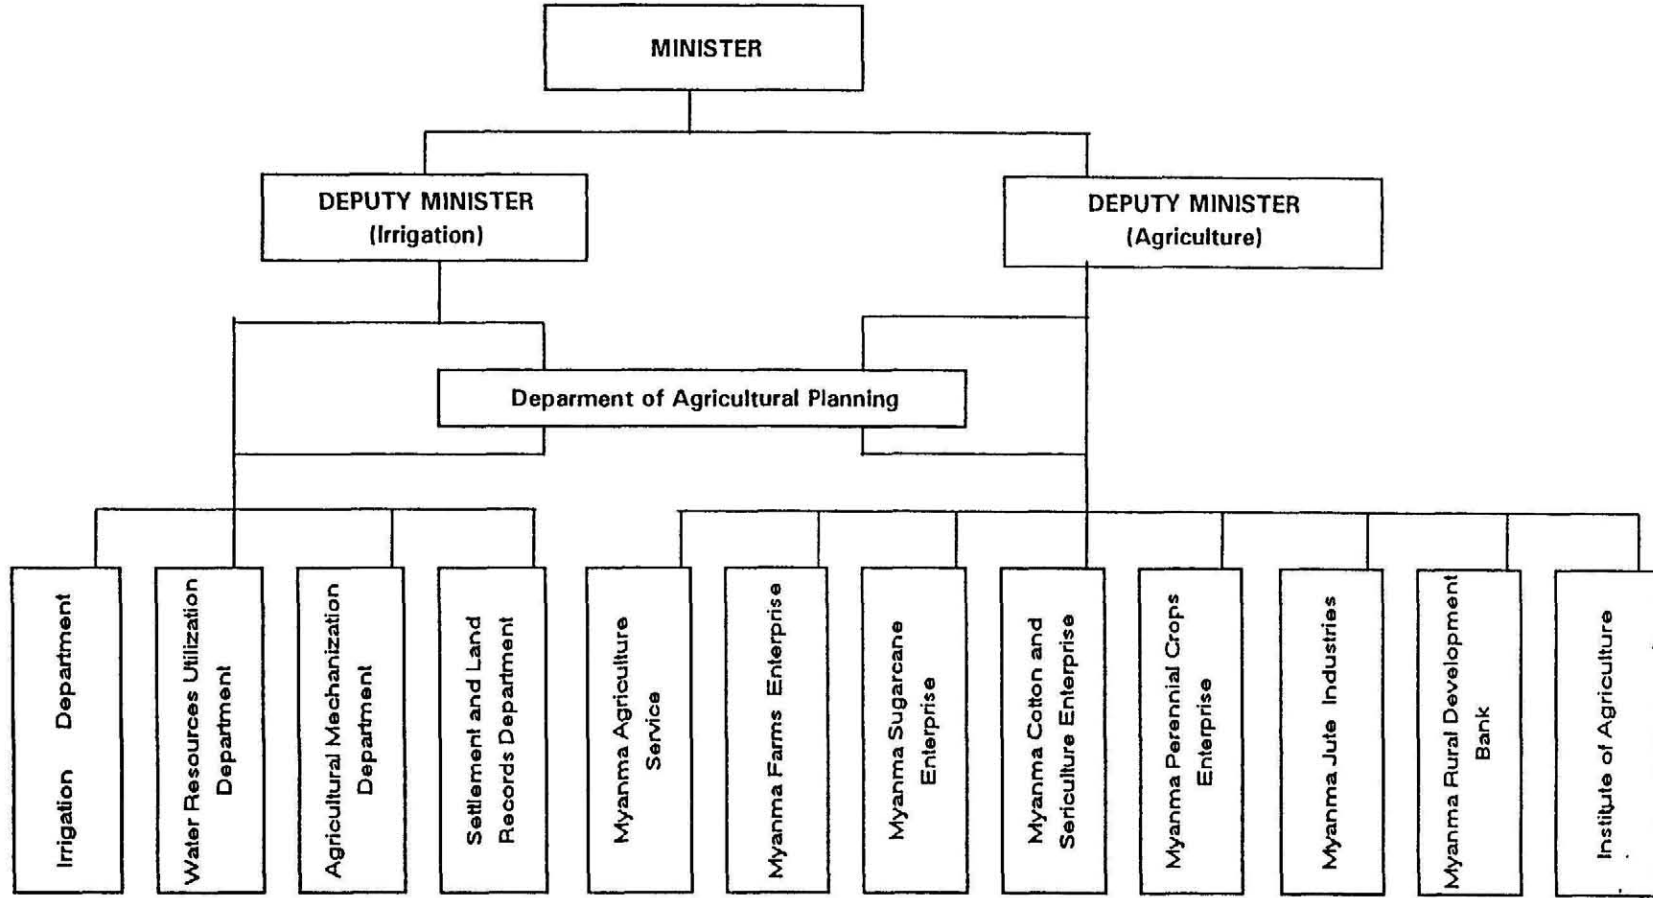 MINISTER
DEPUTY MINISTER
(Irrigation)
DEPUTY MINISTER
(Agriculture)
Deparment of Agricultural Planning
Irrigation Department
Water Resources Utilization
Department
Agricultural Mechanization
Department
Settlement and Land
Records Department
Myanma Agriculture
Service
Myanma Farms Enterprise
Myanma Sugarcane
Enterprise
Myanma Cotton and
Sericulture Enterprise
Myanma Perennial Crops
Enterprise
Myanma Jute Industries
Myanma Rural Development
Bank
Institute of Agriculture